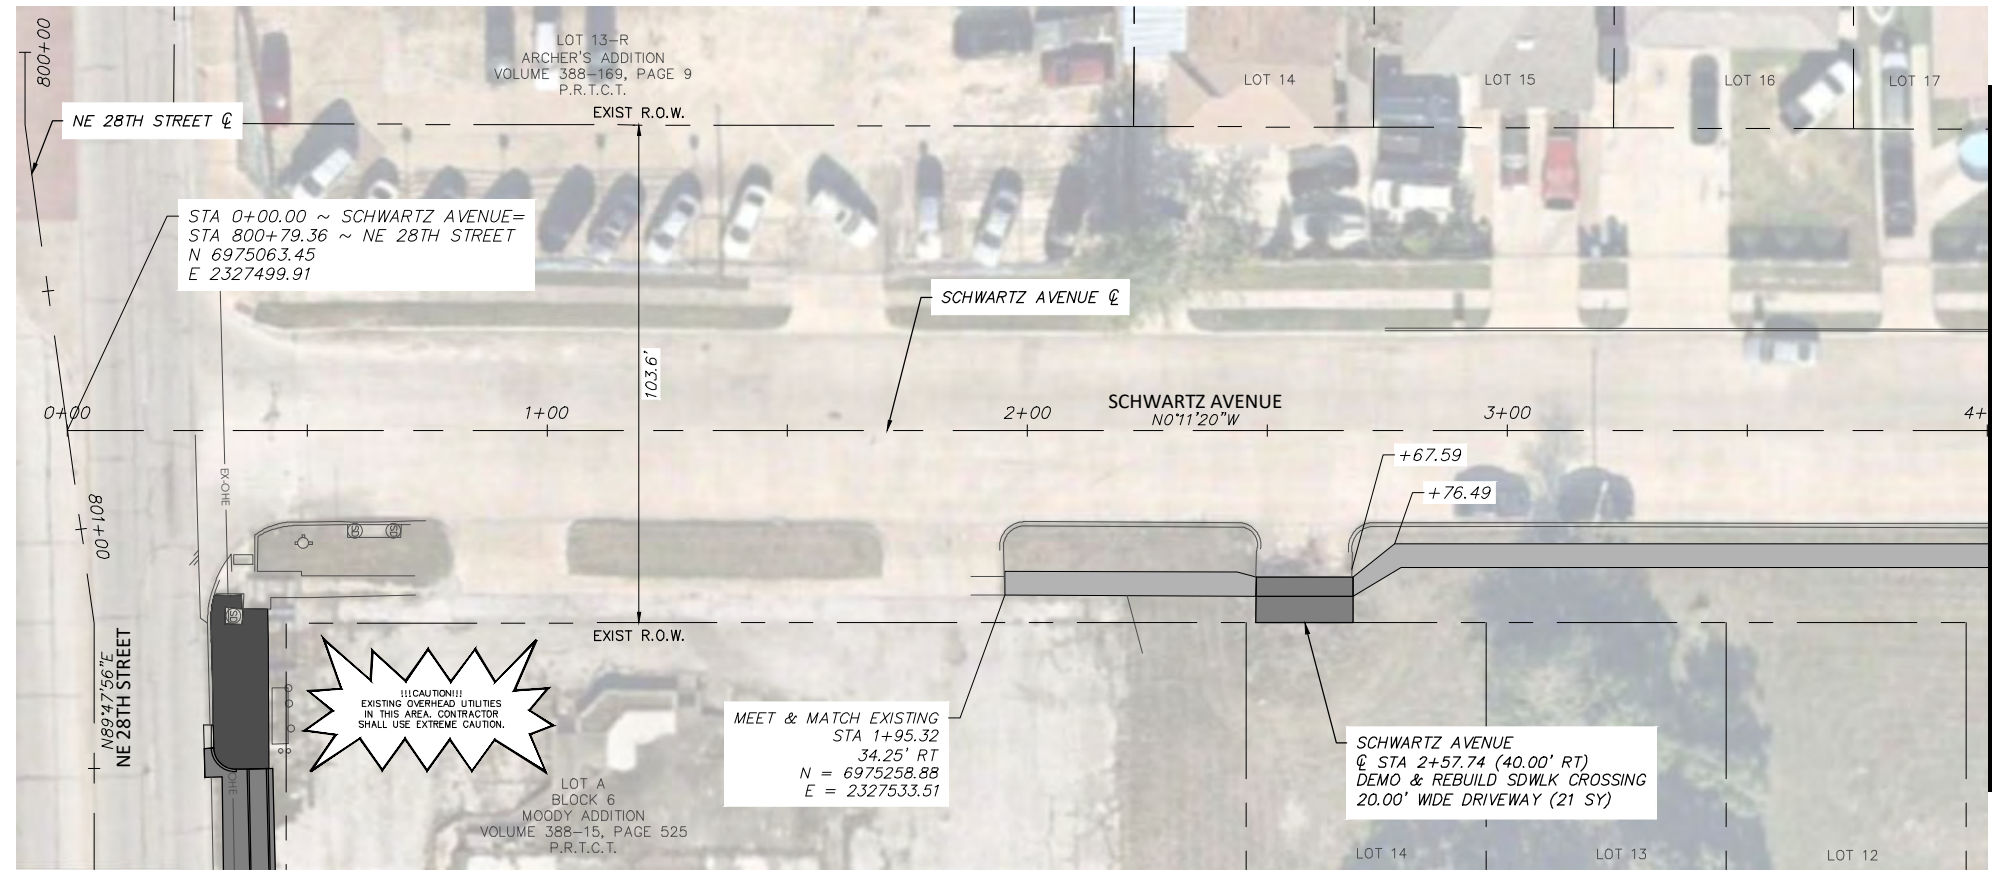 800+00
LOT 13-R
ARCHER'S ADDITION
VOLUME 388-169, PAGE 9
P.R.T.C.T.
LOT 14
LOT 15
LOT 16
LOT 17
EXIST R.O.W.
NE 28TH STREET ℄
STA 0+00.00 ~ SCHWARTZ AVENUE=
STA 800+79.36 ~ NE 28TH STREET
N 6975063.45
E 2327499.91
SCHWARTZ AVENUE ℄
103.6'
0+00
1+00
2+00
SCHWARTZ AVENUE
N0°11'20"W
3+00
4+
+67.59
+76.49
EX-OHE
801+00
SD
SD
SD
EXIST R.O.W.
N89°47'56"E
NE 28TH STREET
!!!CAUTION!!!
EXISTING OVERHEAD UTILITIES
IN THIS AREA. CONTRACTOR
SHALL USE EXTREME CAUTION.
MEET & MATCH EXISTING
STA 1+95.32
34.25' RT
N = 6975258.88
E = 2327533.51
SCHWARTZ AVENUE
℄ STA 2+57.74 (40.00' RT)
DEMO & REBUILD SDWLK CROSSING
20.00' WIDE DRIVEWAY (21 SY)
OHE
LOT A
BLOCK 6
MOODY ADDITION
VOLUME 388-15, PAGE 525
P.R.T.C.T.
LOT 14
LOT 13
LOT 12